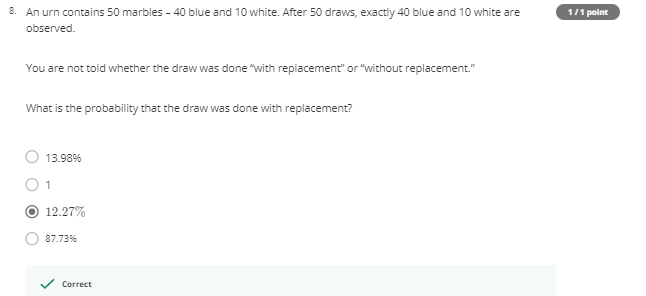 8. An urn contains 50 marbles – 40 blue and 10 white. After 50 draws, exactly 40 blue and 10 white are
1 / 1 point
observed.
You are not told whether the draw was done “with replacement” or “without replacement.”
What is the probability that the draw was done with replacement?
13.98%
1
12.27%
87.73%
Correct